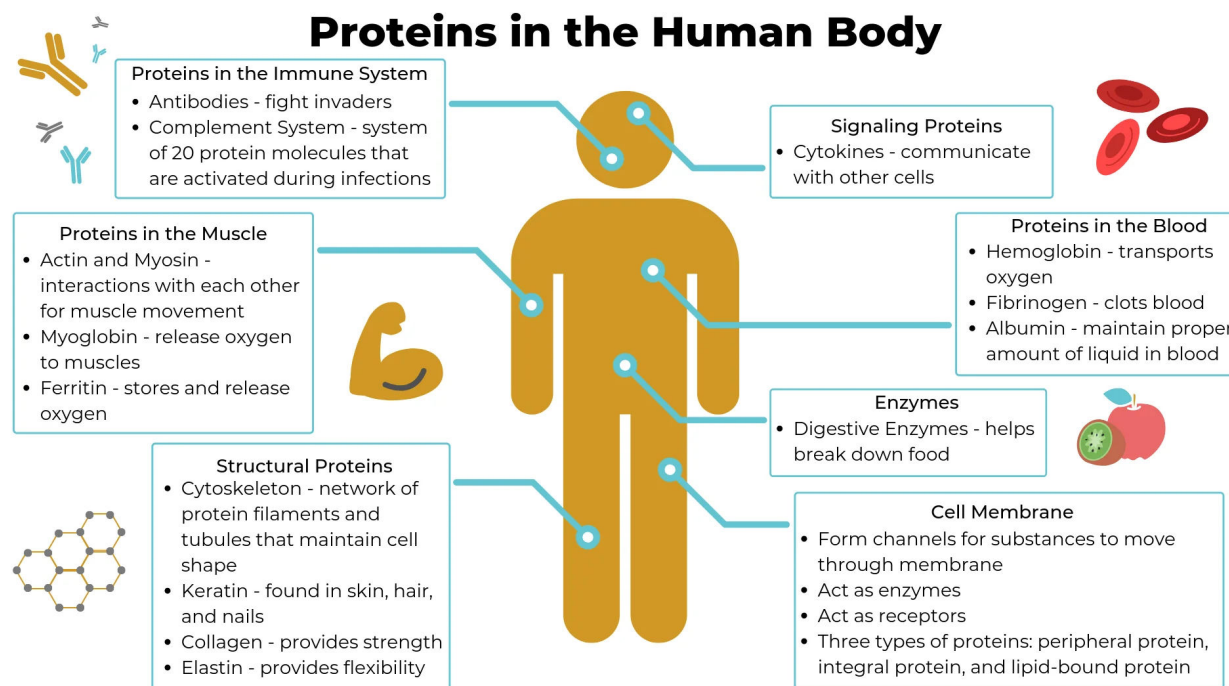 Proteins in the Human Body
Proteins in the Immune System
• Antibodies - fight invaders
• Complement System - system
of 20 protein molecules that
are activated during infections
Signaling Proteins
• Cytokines - communicate
with other cells
Proteins in the Muscle
• Actin and Myosin -
interactions with each other
for muscle movement
• Myoglobin - release oxygen
to muscles
• Ferritin - stores and release
oxygen
Proteins in the Blood
• Hemoglobin - transports
oxygen
• Fibrinogen - clots blood
• Albumin - maintain proper
amount of liquid in blood
Enzymes
• Digestive Enzymes - helps
break down food
Structural Proteins
• Cytoskeleton - network of
protein filaments and
tubules that maintain cell
shape
• Keratin - found in skin, hair,
and nails
• Collagen - provides strength
• Elastin - provides flexibility
Cell Membrane
• Form channels for substances to move
through membrane
• Act as enzymes
• Act as receptors
• Three types of proteins: peripheral protein,
integral protein, and lipid-bound protein